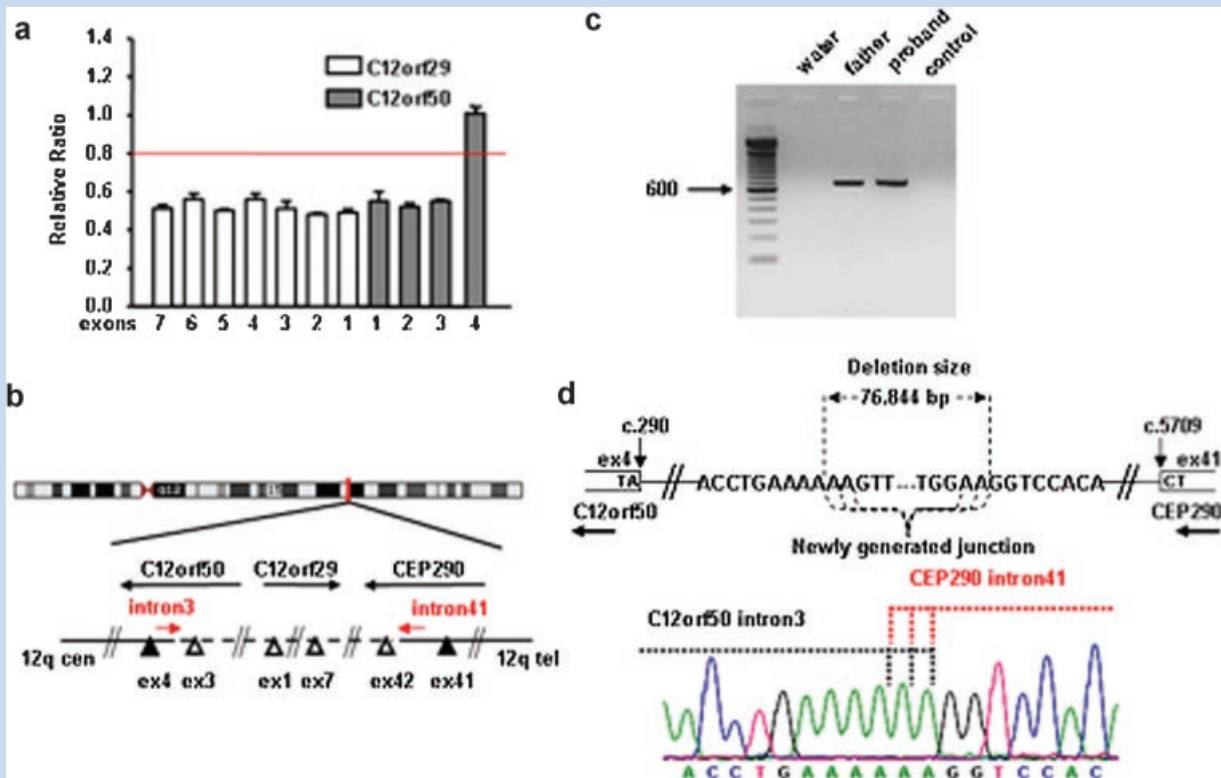 a
1.4
1.2
1.0
0.8
0.6
0.4
0.2
0.0
Relative Ratio
C12orf29
C12orf50
exons 7 6 5 4 3 2 1 1 2 3 4
b
q12
C12orf50 C12orf29 CEP290
intron3 intron41
12q cen 12q tel
ex4 ex3 ex1 ex7 ex42 ex41
c
water father proband control
600
d
Deletion size
76,844 bp
c.290 c.5709
ex4 ex41
TA ACCTGAAAAAAGTT...TGGAAGGTCCACA CT
C12orf50 CEP290
Newly generated junction
CEP290 intron41
C12orf50 intron3
A C C T G A A A A A A G G T C C A C